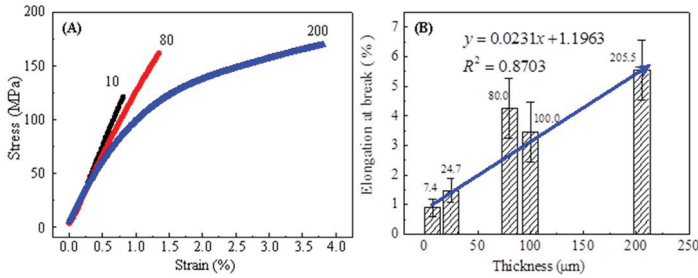 (A)
200
150
100
50
0
Stress (MPa)
10
80
200
0.0 0.5 1.0 1.5 2.0 2.5 3.0 3.5 4.0
Strain (%)
(B)
7
6
5
4
3
2
1
0
Elongation at break ( % )
y = 0.0231x+1.1963
R² = 0.8703
7.4
24.7
80.0
100.0
205.5
0 50 100 150 200 250
Thickness (μm)